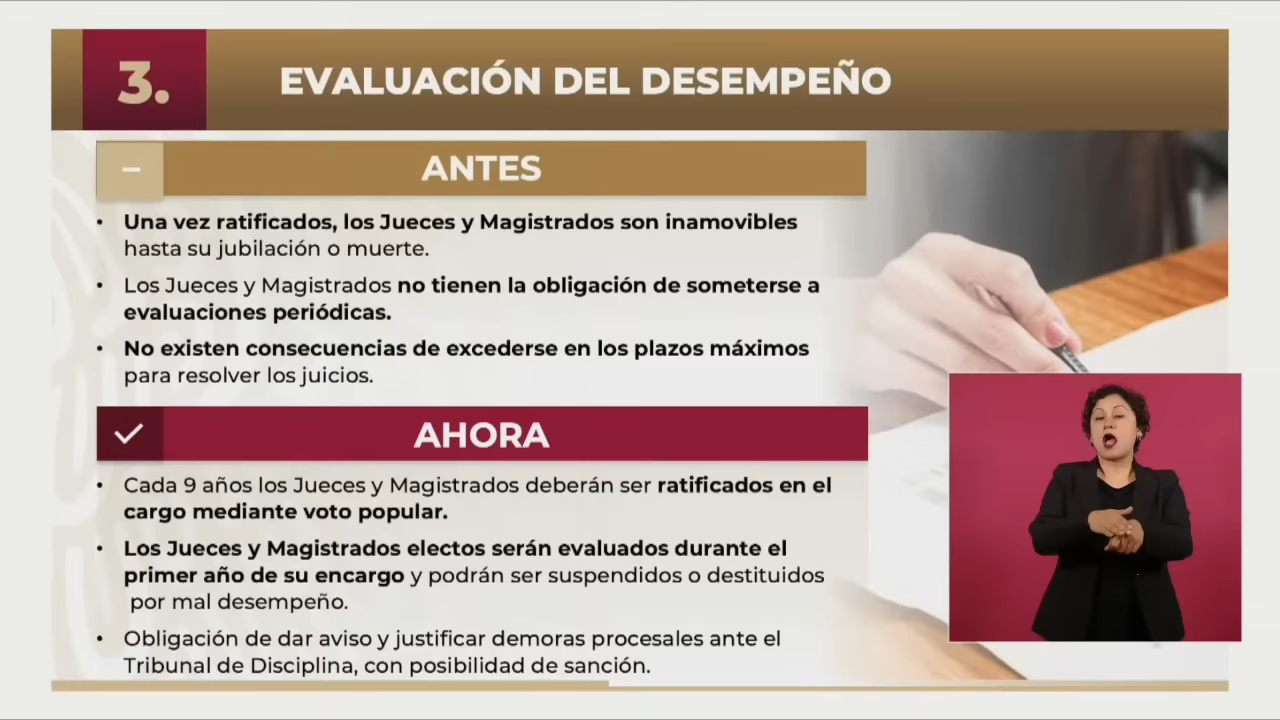 3.
EVALUACIÓN DEL DESEMPEÑO
ANTES
• Una vez ratificados, los Jueces y Magistrados son inamovibles
hasta su jubilación o muerte.
• Los Jueces y Magistrados no tienen la obligación de someterse a
evaluaciones periódicas.
• No existen consecuencias de excederse en los plazos máximos
para resolver los juicios.
AHORA
• Cada 9 años los Jueces y Magistrados deberán ser ratificados en el
cargo mediante voto popular.
• Los Jueces y Magistrados electos serán evaluados durante el
primer año de su encargo y podrán ser suspendidos o destituidos
por mal desempeño.
• Obligación de dar aviso y justificar demoras procesales ante el
Tribunal de Disciplina, con posibilidad de sanción.